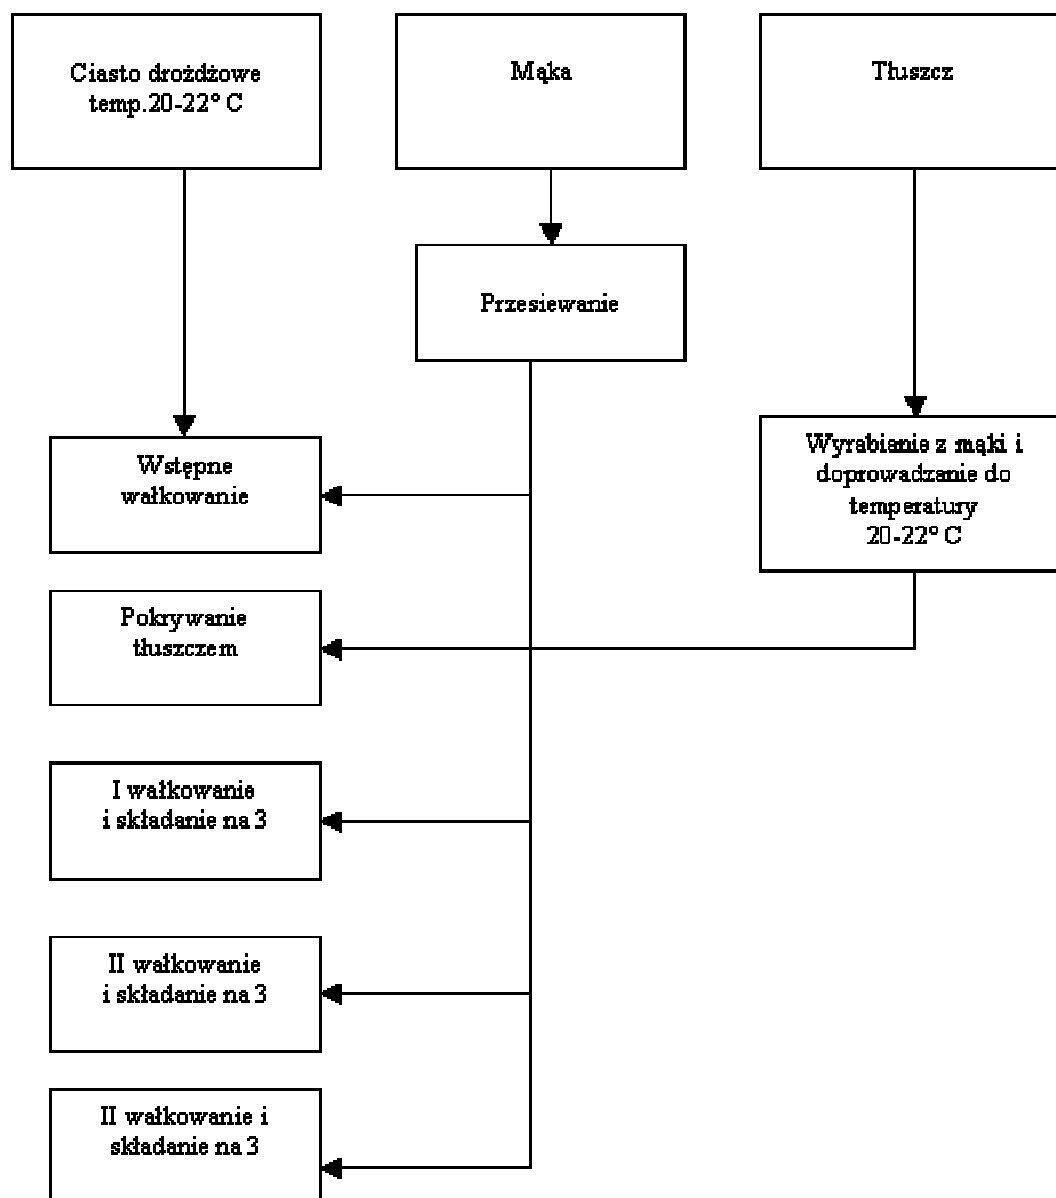 Ciasto drożdżowe
temp.20-22° C
Mąka
Tłuszcz
Przesiewanie
Wstępne
wałkowanie
Wyrabianie z mąki i
doprowadzanie do
temperatury
20-22° C
Pokrywanie
tłuszczem
I wałkowanie
i składanie na 3
II wałkowanie
i składanie na 3
II wałkowanie i
składanie na 3